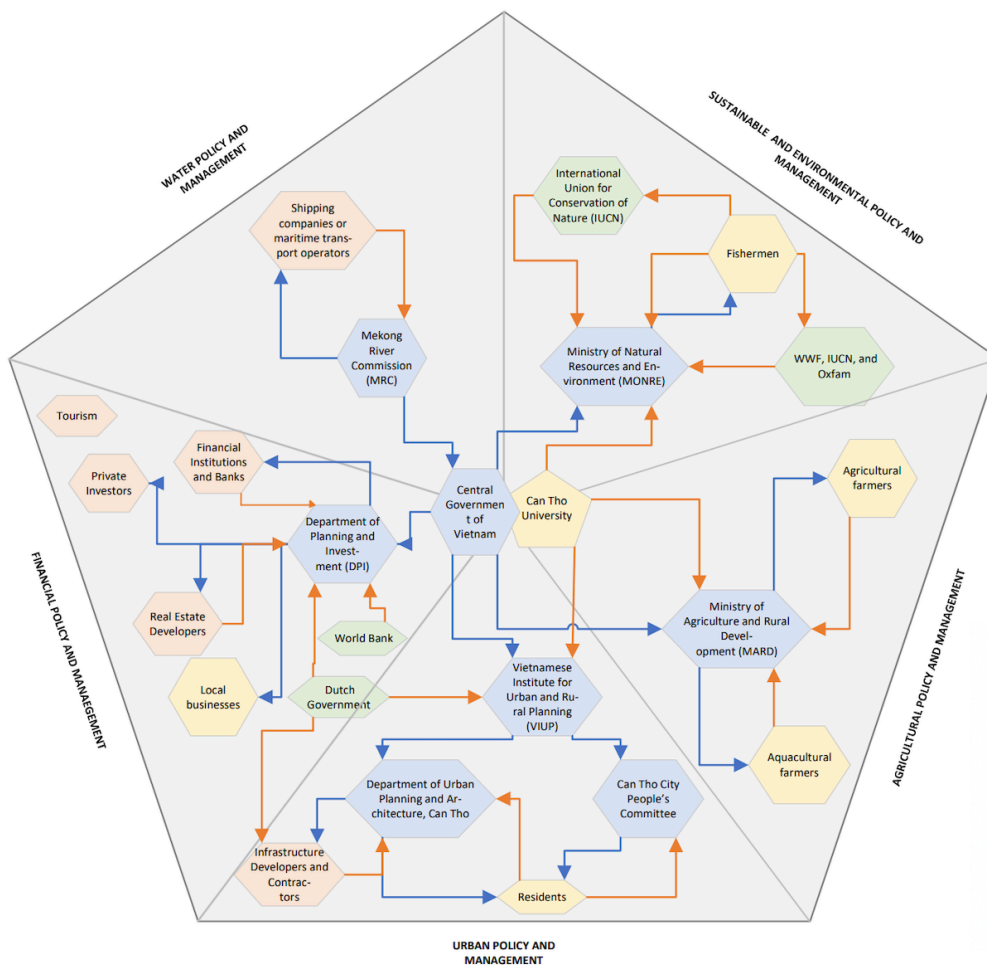 WATER POLICY AND
MANAGEMENT
SUSTAINABLE AND ENVIRONMENTAL POLICY AND
MANAGEMENT
International
Union for
Conservation of
Nature (IUCN)
Shipping
companies or
maritime trans-
port operators
Fishermen
Mekong
River
Commission
(MRC)
Ministry of Natural
Resources and En-
vironment (MONRE)
WWF, IUCN, and
Oxfam
Tourism
Financial
Institutions
and Banks
Private
Investors
Agricultural
farmers
Central
Governmen
t of
Vietnam
Can Tho
University
Department of
Planning and
Invest-
ment (DPI)
FINANCIAL POLICY AND MANAEGEMENT
Real Estate
Developers
World Bank
Ministry of
Agriculture and Rural
Devel-
opment (MARD)
AGRICULTURAL POLICY AND MANAGEMENT
Local
businesses
Dutch
Government
Vietnamese
Institute for
Urban and Ru-
ral Planning
(VIUP)
Aquacultural
farmers
Department of Urban
Planning and Ar-
chitecture, Can Tho
Can Tho City
People's
Committee
Infrastructure
Developers and
Contrac-
tors
Residents
URBAN POLICY AND
MANAGEMENT